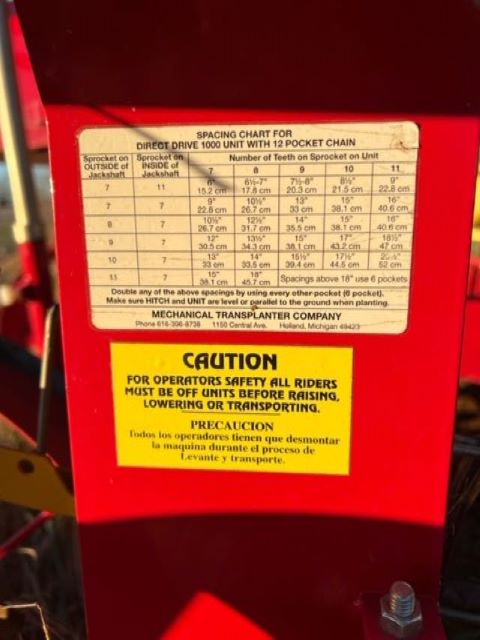 SPACING CHART FOR
DIRECT DRIVE 1000 UNIT WITH 12 POCKET CHAIN
Sprocket on OUTSIDE of Jackshaft Sprocket on INSIDE of Jackshaft Number of Teeth on Sprocket on Unit
7 8 9 10 11
7 11 6" 6½-7" 7½-8" 8½" 9"
15.2 cm 17.8 cm 20.3 cm 21.5 cm 22.8 cm
7 7 9" 10½" 13" 15" 16"
22.8 cm 26.7 cm 33 cm 38.1 cm 40.6 cm
8 7 10½" 12½" 14" 15" 16"
26.7 cm 31.7 cm 35.5 cm 38.1 cm 40.6 cm
9 7 12" 13½" 15" 17" 18½"
30.5 cm 34.3 cm 38.1 cm 43.2 cm 47 cm
10 7 13" 14" 15½" 17½"
33 cm 33.5 cm 39.4 cm 44.5 cm 52 cm
11 7 15" 18" Spacings above 18" use 6 pockets
38.1 cm 45.7 cm
Double any of the above spacings by using every other pocket (6 pocket).
Make sure HITCH and UNIT are level or parallel to the ground when planting.
MECHANICAL TRANSPLANTER COMPANY
Phone 616-396-8738 1150 Central Ave. Holland, Michigan 49423
CAUTION
FOR OPERATORS SAFETY ALL RIDERS
MUST BE OFF UNITS BEFORE RAISING,
LOWERING OR TRANSPORTING.
PRECAUCION
Todos los operadores tienen que desmontar
la maquina durante el proceso de
Levante y transporte.